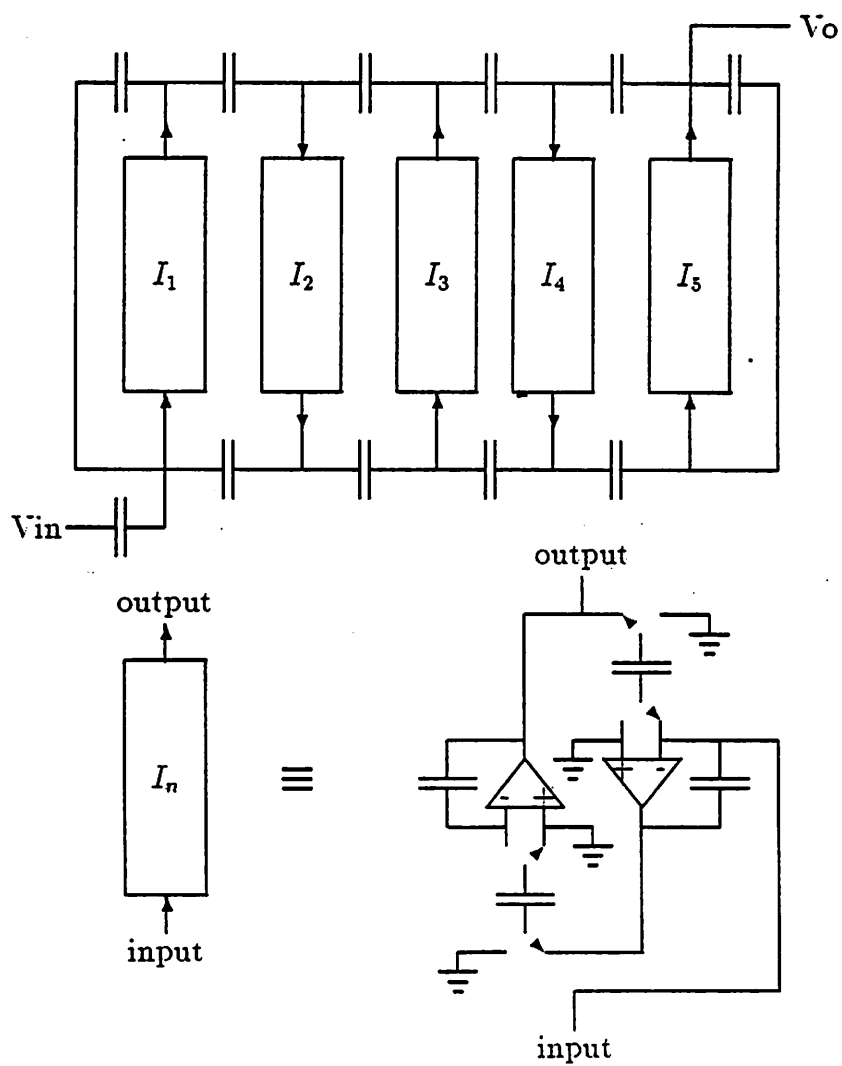 Vo
I₁ I₂ I₃ I₄ I₅
Vin
output
output
Iₙ ≡
- +
+ -
input
input